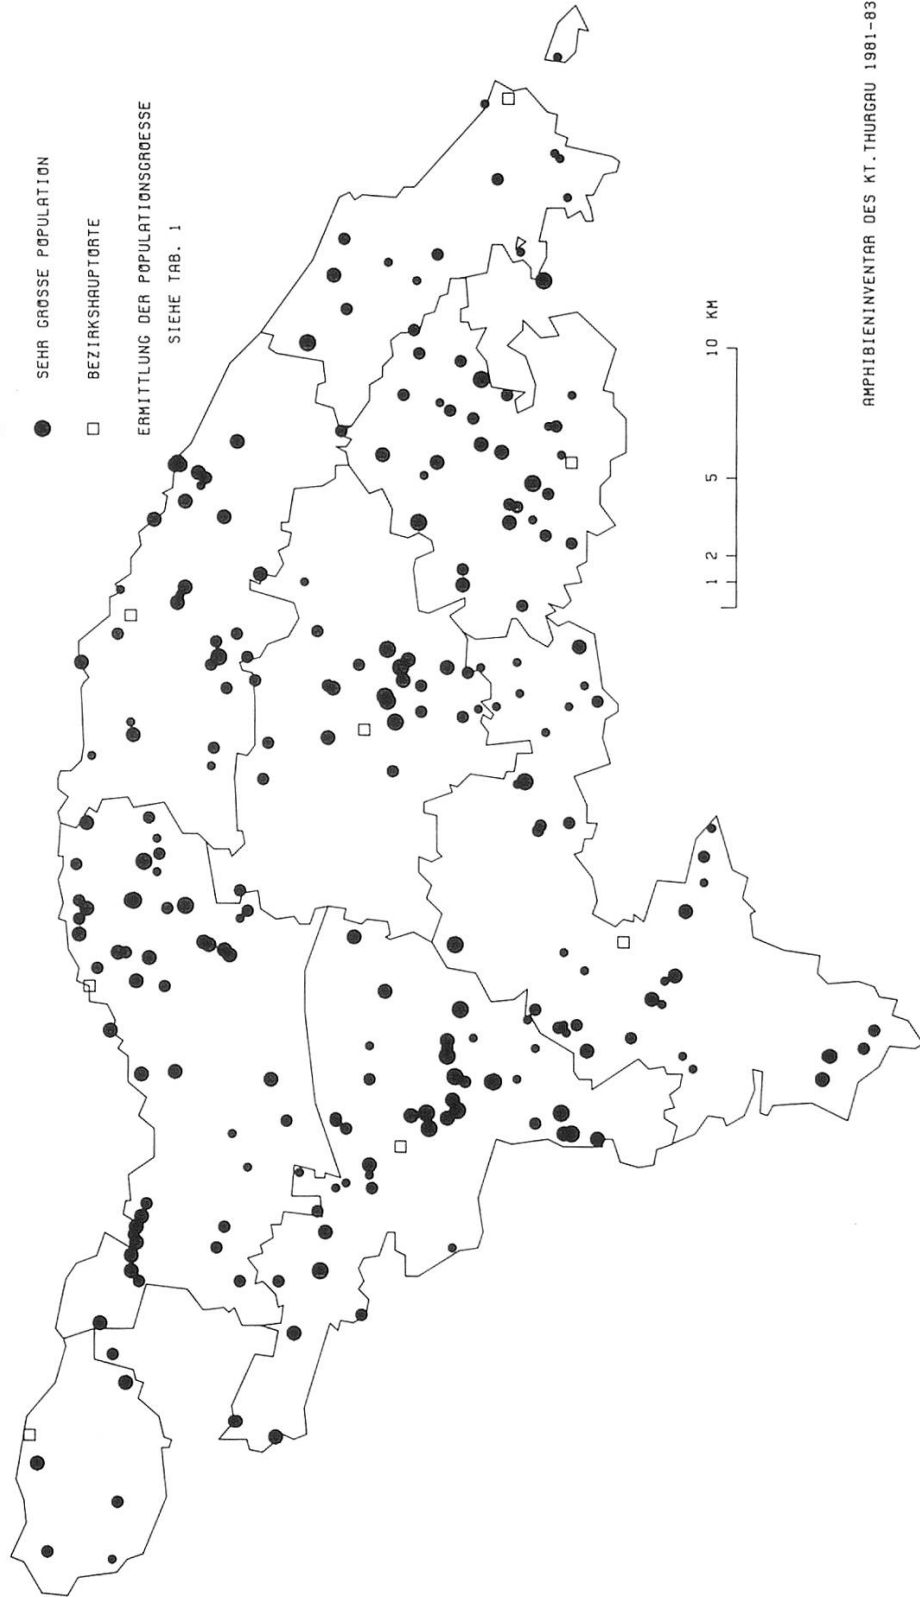 SEHR GROSSE POPULATION
BEZIRKSHAUPTORTE
ERMITTLUNG DER POPULATIONSGROESSE
SIEHE TAB. 1
1 2 5 10 KM
AMPHIBIENINVENTAR DES KT.THURGAU 1981-83